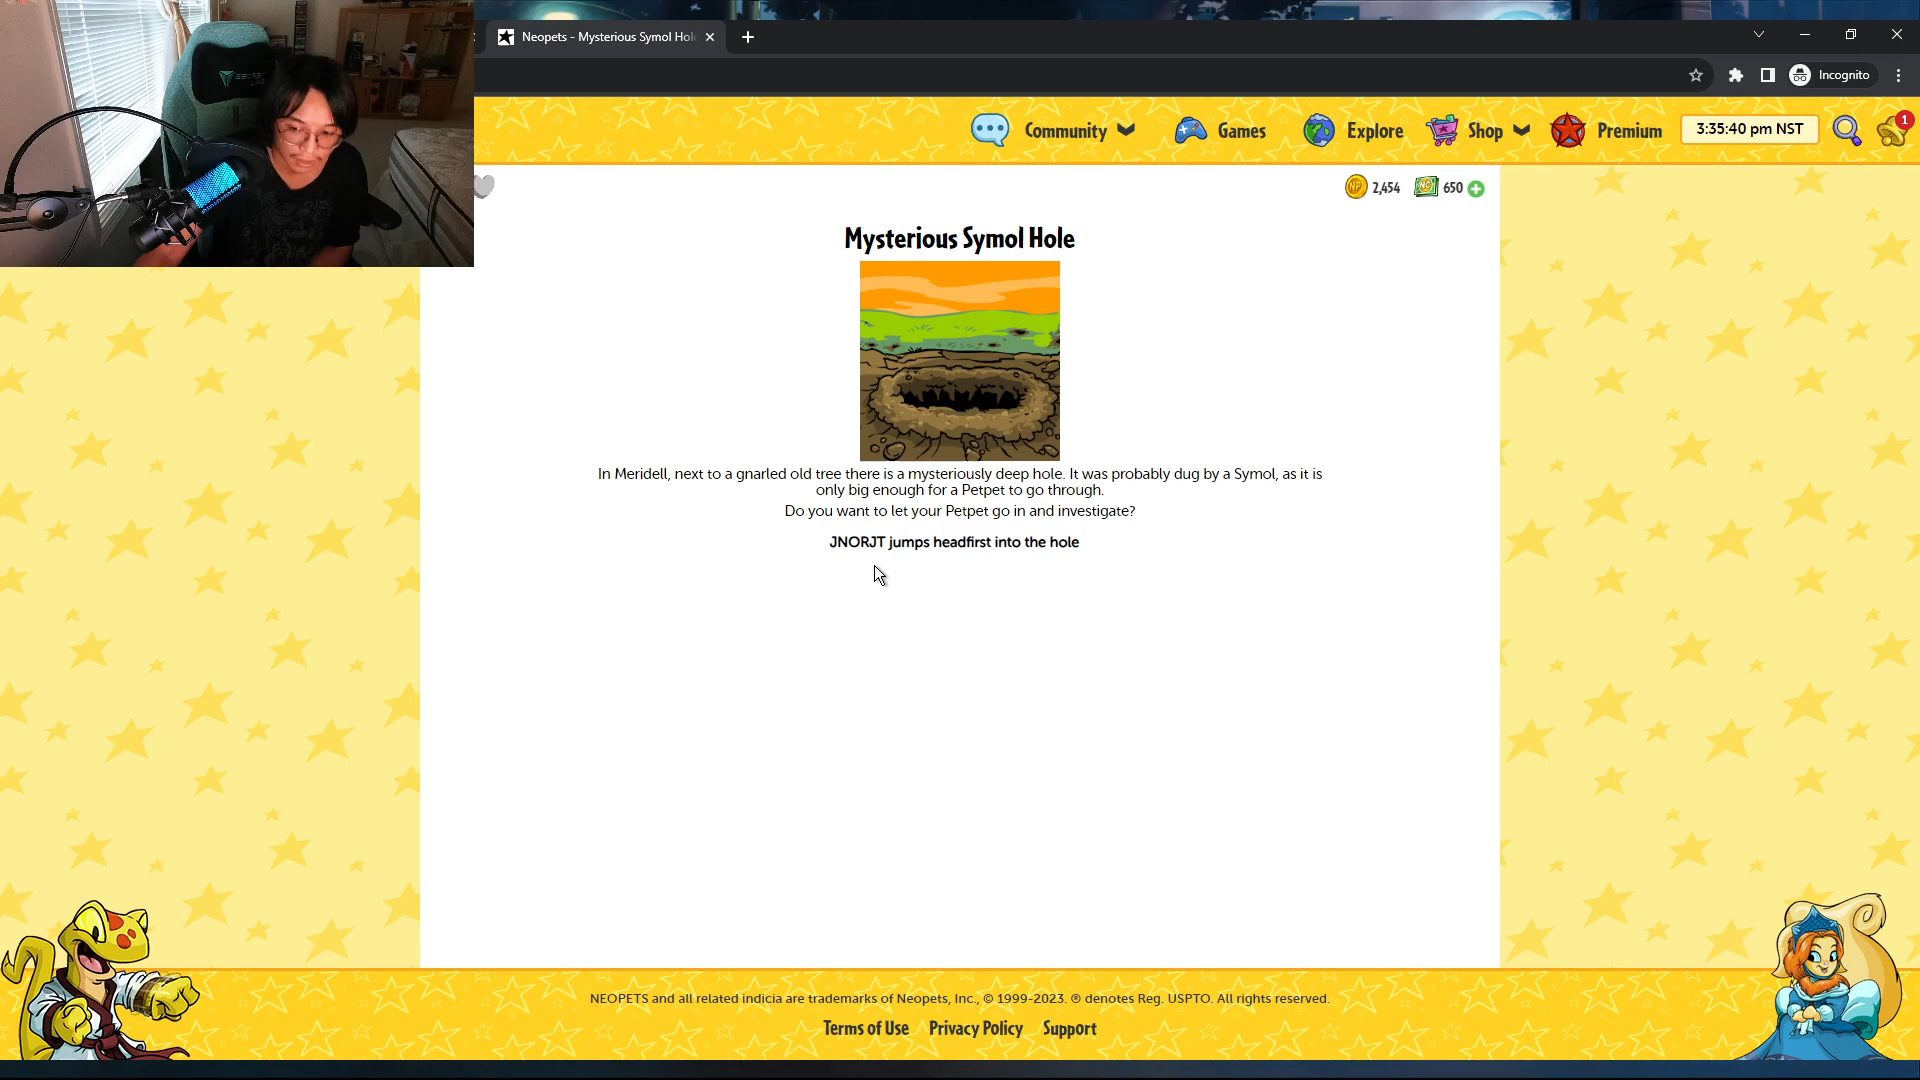 Neopets - Mysterious Symol Hol
Incognito
Community
Games
Explore
Shop
Premium
3:35:40 pm NST
1
NP 2,454
NC 650
Mysterious Symol Hole
In Meridell, next to a gnarled old tree there is a mysteriously deep hole. It was probably dug by a Symol, as it is
only big enough for a Petpet to go through.
Do you want to let your Petpet go in and investigate?
JNORJT jumps headfirst into the hole
NEOPETS and all related indicia are trademarks of Neopets, Inc., © 1999-2023. ® denotes Reg. USPTO. All rights reserved.
Terms of Use Privacy Policy Support